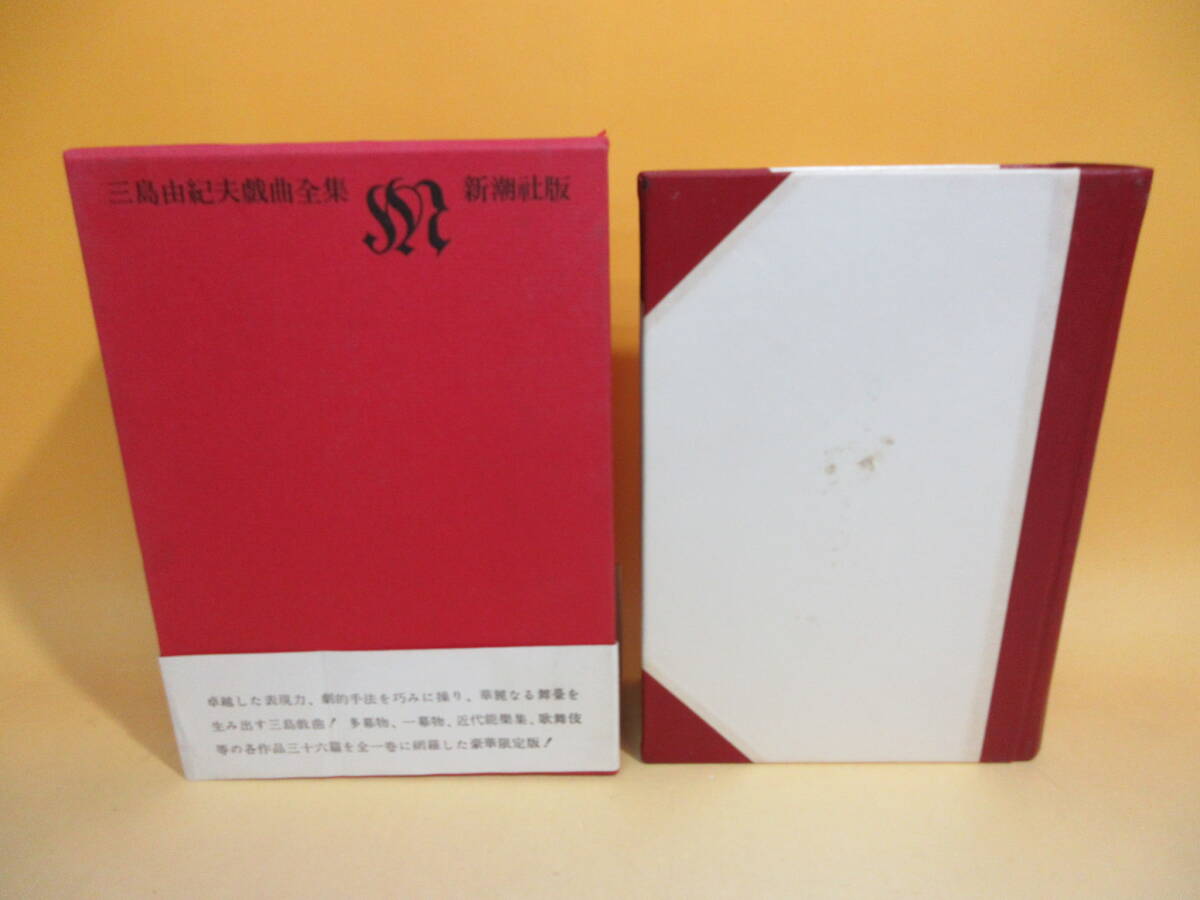 三島由紀夫戯曲全集 M 新潮社版
卓越した表現力、劇的手法を巧みに操り、華麗なる舞臺を
生み出す三島戯曲! 多幕物、一幕物、近代能樂集、歌舞伎
等の各作品三十六篇を全一巻に網羅した豪華限定版!